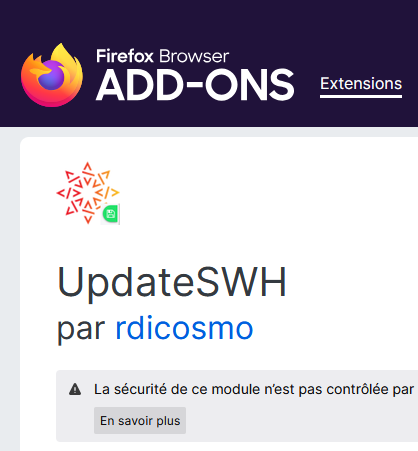 Firefox Browser
ADD-ONS
Extensions
UpdateSWH
par rdicosmo
La sécurité de ce module n’est pas contrôlée par
En savoir plus